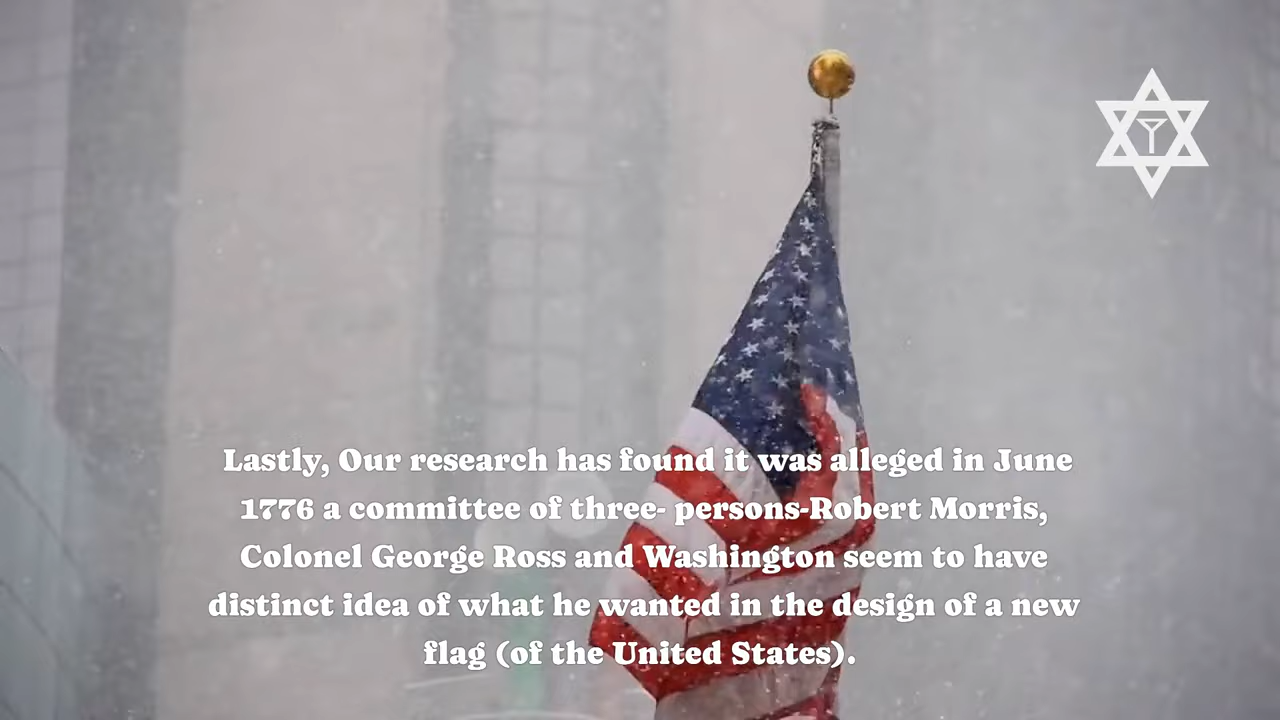 Lastly, Our research has found it was alleged in June
1776 a committee of three- persons-Robert Morris,
Colonel George Ross and Washington seem to have
distinct idea of what he wanted in the design of a new
flag (of the United States).